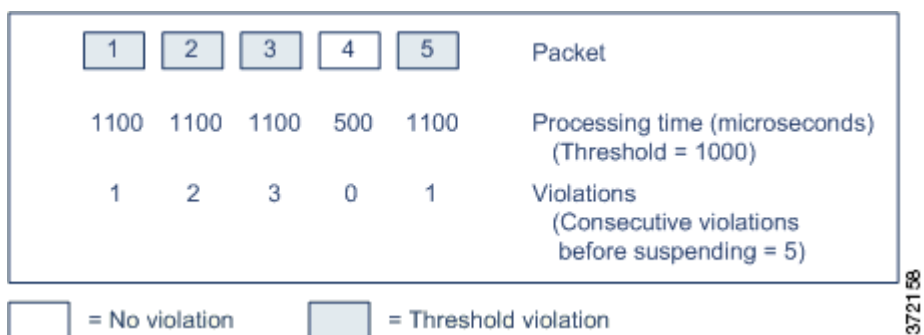 1 2 3 4 5 Packet
1100 1100 1100 500 1100 Processing time (microseconds)
(Threshold = 1000)
1 2 3 0 1 Violations
(Consecutive violations
before suspending = 5)
= No violation = Threshold violation
372158